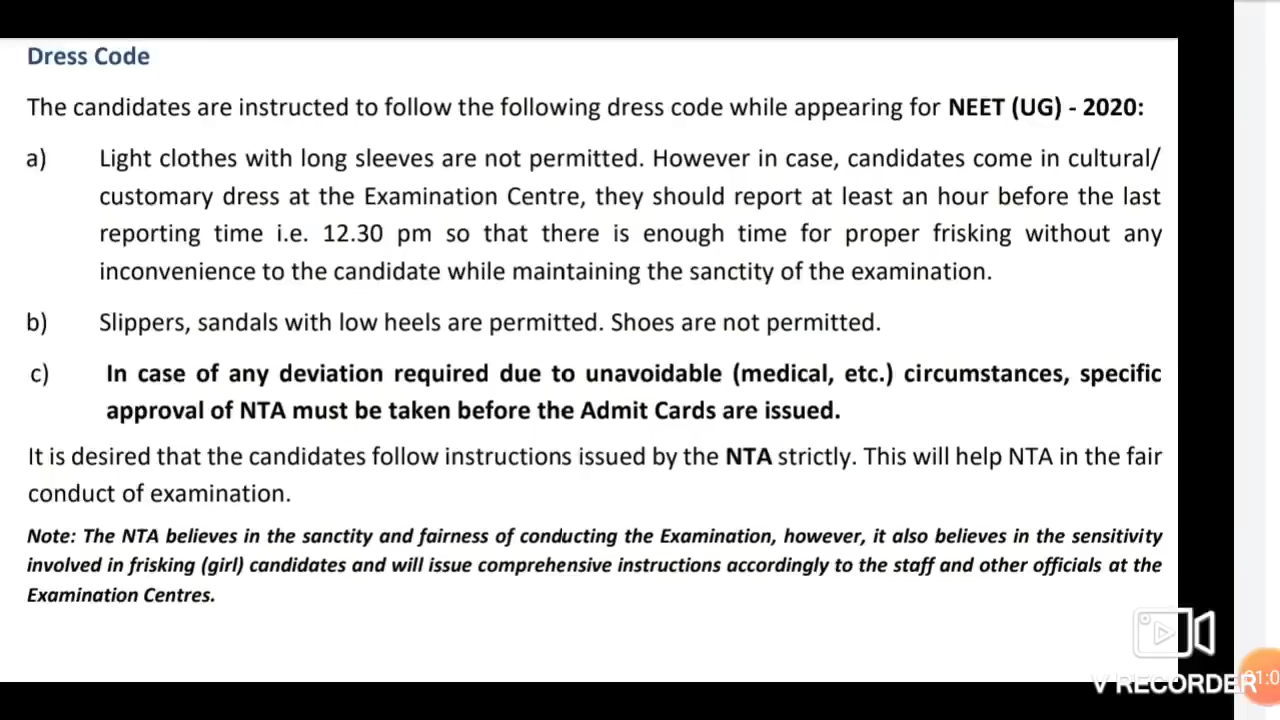 Dress Code
The candidates are instructed to follow the following dress code while appearing for NEET (UG) - 2020:
a) Light clothes with long sleeves are not permitted. However in case, candidates come in cultural/
customary dress at the Examination Centre, they should report at least an hour before the last
reporting time i.e. 12.30 pm so that there is enough time for proper frisking without any
inconvenience to the candidate while maintaining the sanctity of the examination.
b) Slippers, sandals with low heels are permitted. Shoes are not permitted.
c) In case of any deviation required due to unavoidable (medical, etc.) circumstances, specific
approval of NTA must be taken before the Admit Cards are issued.
It is desired that the candidates follow instructions issued by the NTA strictly. This will help NTA in the fair
conduct of examination.
Note: The NTA believes in the sanctity and fairness of conducting the Examination, however, it also believes in the sensitivity
involved in frisking (girl) candidates and will issue comprehensive instructions accordingly to the staff and other officials at the
Examination Centres.
V RECORDER